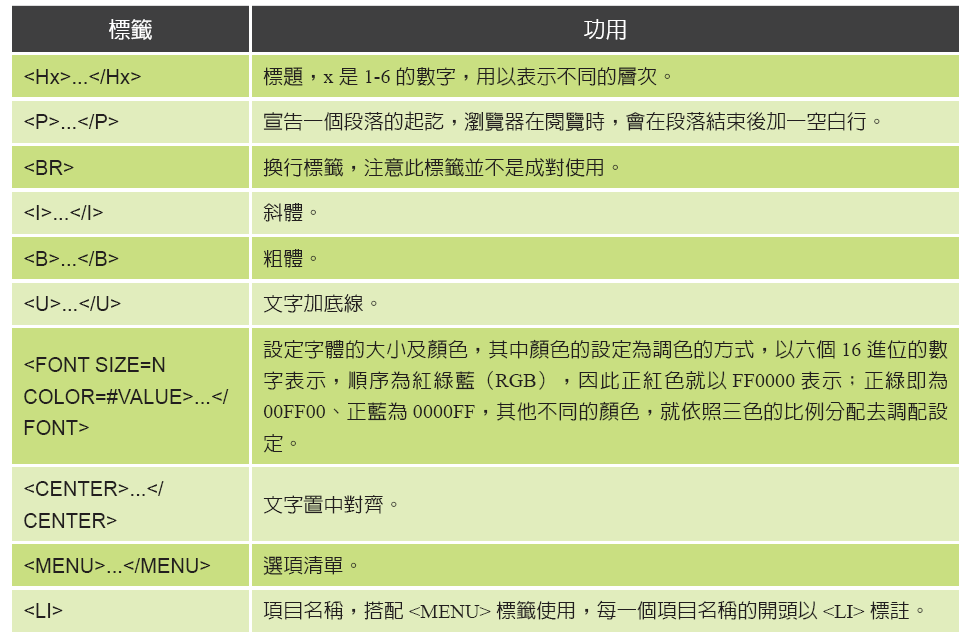 標籤
功用
<Hx>...</Hx>
標題，x 是 1-6 的數字，用以表示不同的層次。
<P>...</P>
宣告一個段落的起訖，瀏覽器在閱覽時，會在段落結束後加一空白行。
<BR>
換行標籤，注意此標籤並不是成對使用。
<I>...</I>
斜體。
<B>...</B>
粗體。
<U>...</U>
文字加底線。
<FONT SIZE=N
COLOR=#VALUE>...</
FONT>
設定字體的大小及顏色，其中顏色的設定為調色的方式，以六個 16 進位的數
字表示，順序為紅綠藍（RGB），因此正紅色就以 FF0000 表示；正綠即為
00FF00、正藍為 0000FF，其他不同的顏色，就依照三色的比例分配去調配設
定。
<CENTER>...</
CENTER>
文字置中對齊。
<MENU>...</MENU>
選項清單。
<LI>
項目名稱，搭配 <MENU> 標籤使用，每一個項目名稱的開頭以 <LI> 標註。